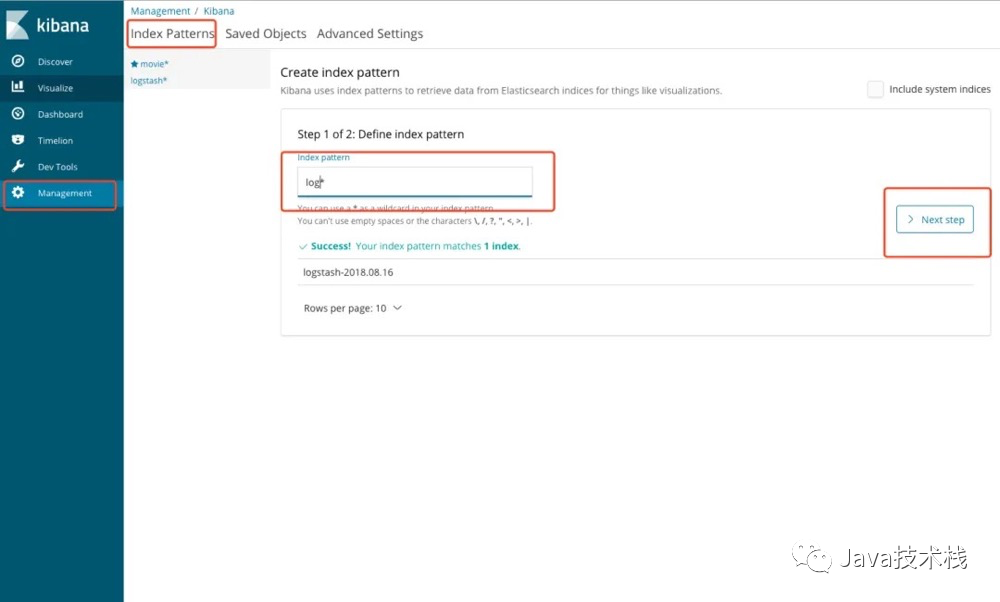 kibana
Discover
Visualize
Dashboard
Timelion
Dev Tools
Management
Management / Kibana
Index Patterns Saved Objects Advanced Settings
★ movie*
logstash*
Create index pattern
Kibana uses index patterns to retrieve data from Elasticsearch indices for things like visualizations.
Include system indices
Step 1 of 2: Define index pattern
Index pattern
log*
You can use a * as a wildcard in your index pattern.
You can't use empty spaces or the characters \, /, ?, ", <, >, |.
Next step
✓ Success! Your index pattern matches 1 index.
logstash-2018.08.16
Rows per page: 10
Java技术栈